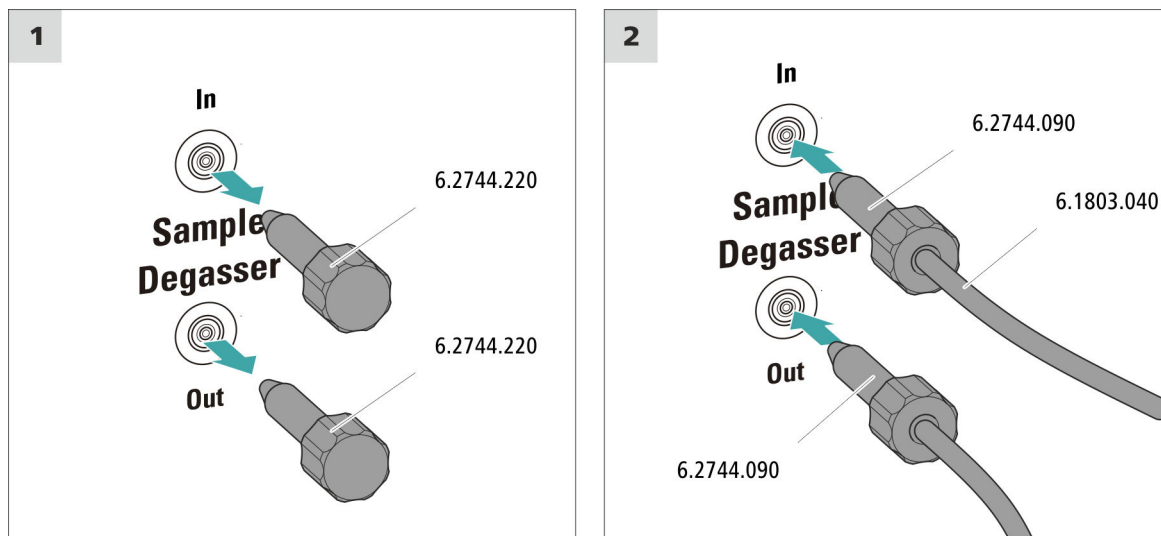 1
In
6.2744.220
Sample
Degasser
6.2744.220
Out
2
In
6.2744.090
6.1803.040
Sample
Degasser
Out
6.2744.090